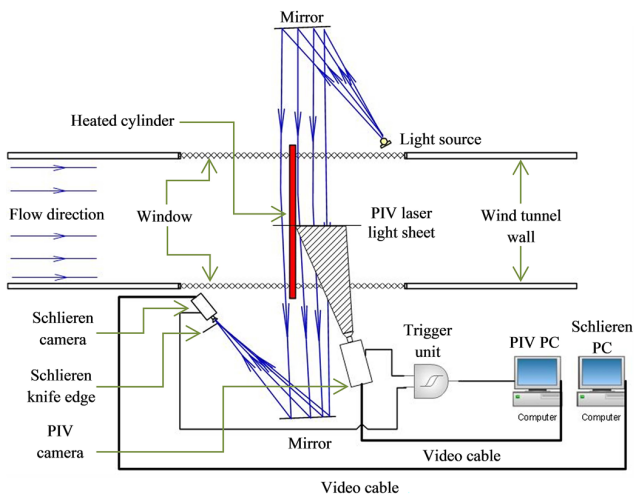 Mirror
Heated cylinder
Light source
Flow direction
Window
PIV laser
light sheet
Wind tunnel
wall
Schlieren
camera
Trigger
unit
PIV PC
Schlieren
PC
Schlieren
knife edge
Computer
Computer
PIV
camera
Mirror
Video cable
Video cable